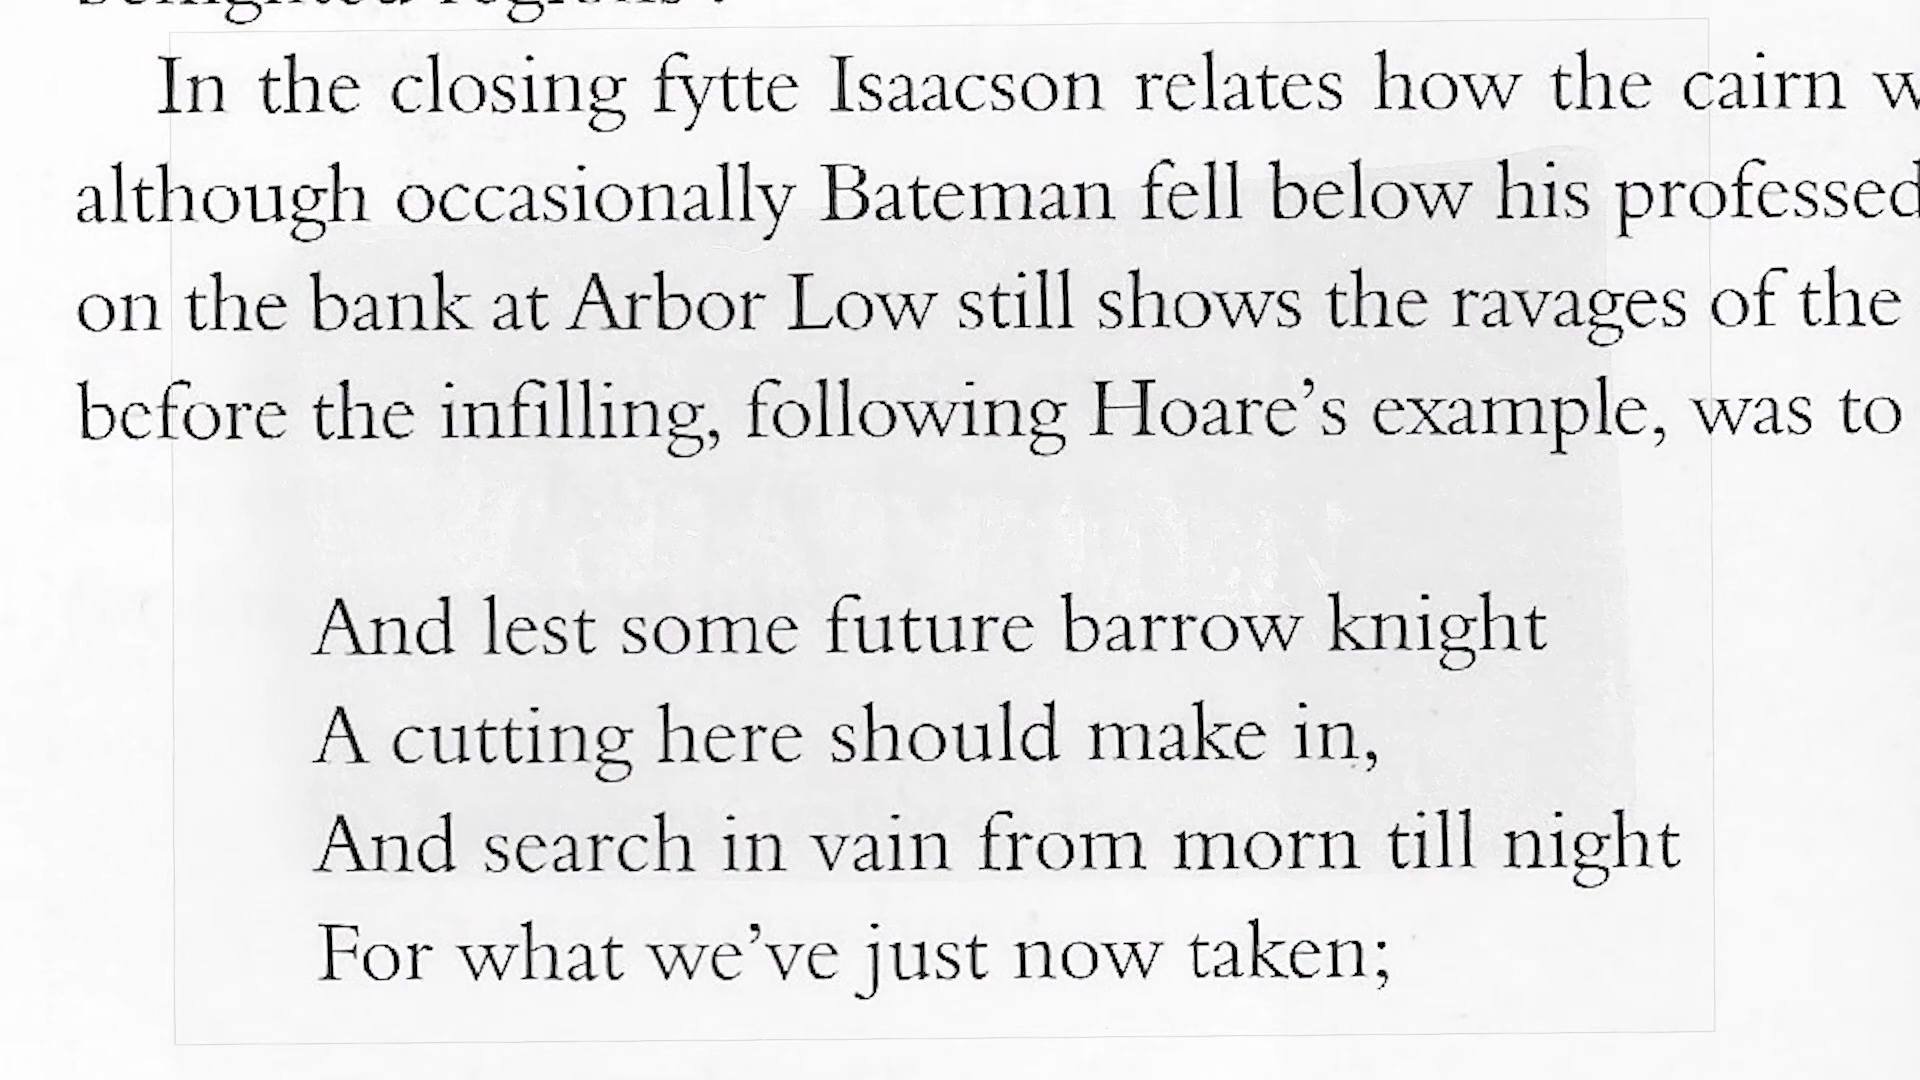 In the closing fytte Isaacson relates how the cairn
although occasionally Bateman fell below his professed
on the bank at Arbor Low still shows the ravages of the
before the infilling, following Hoare's example, was to
And lest some future barrow knight
A cutting here should make in,
And search in vain from morn till night
For what we've just now taken;